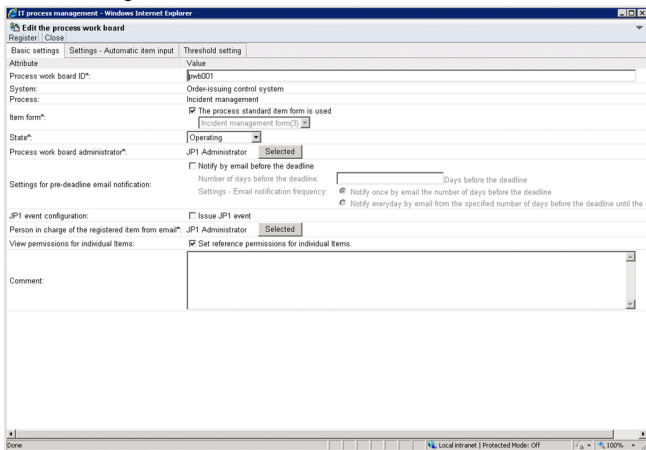 IT process management - Windows Internet Explorer
Edit the process work board
Register Close
Basic settings Settings - Automatic item input Threshold setting
Attribute Value
Process work board ID*: pwb001
System: Order-issuing control system
Process: Incident management
Item form*: The process standard item form is used
Incident management form(3)
State*: Operating
Process work board administrator*: JP1 Administrator Selected
Settings for pre-deadline email notification: Notify by email before the deadline
Number of days before the deadline: Days before the deadline
Settings - Email notification frequency: Notify once by email the number of days before the deadline
Notify everyday by email from the specified number of days before the deadline until the
JP1 event configuration: Issue JP1 event
Person in charge of the registered item from email*: JP1 Administrator Selected
View permissions for individual Items: Set reference permissions for individual Items.
Comment:
Done Local intranet | Protected Mode: Off 100%